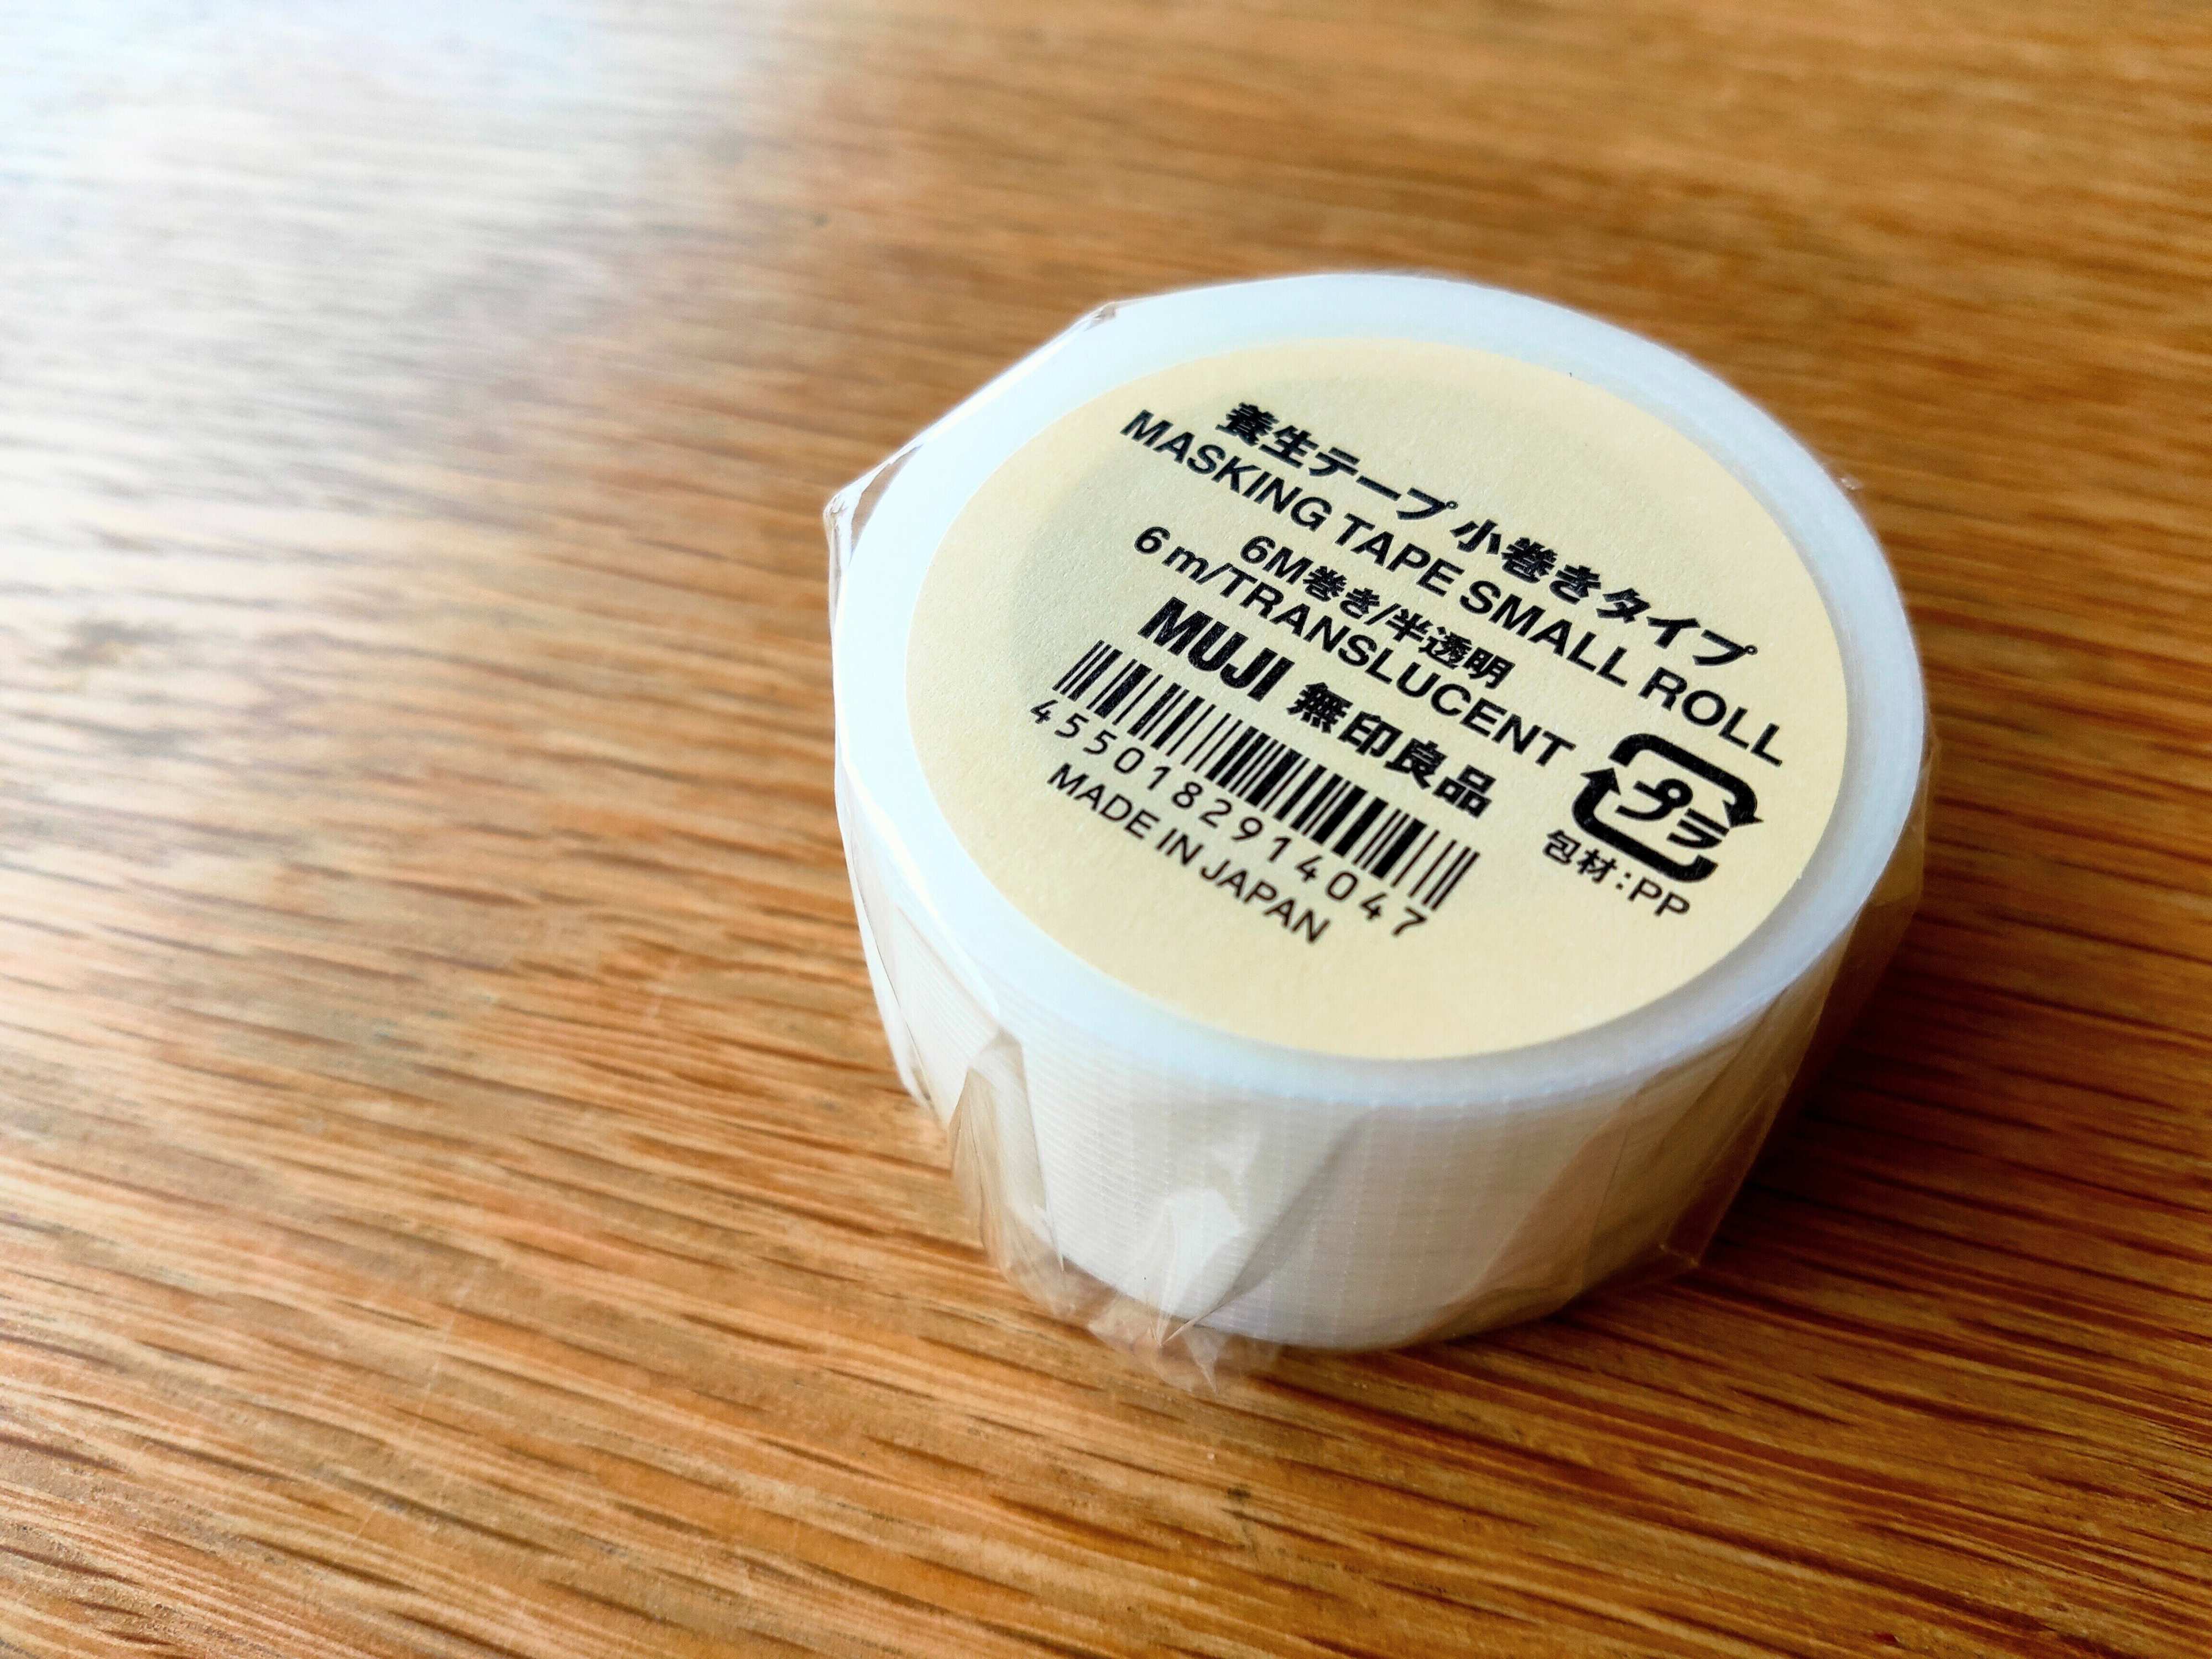 養生テープ 小巻きタイプ
MASKING TAPE SMALL ROLL
6M巻き/半透明
6m/TRANSLUCENT
MUJI 無印良品
4550182914047
MADE IN JAPAN
プラ
包材:PP